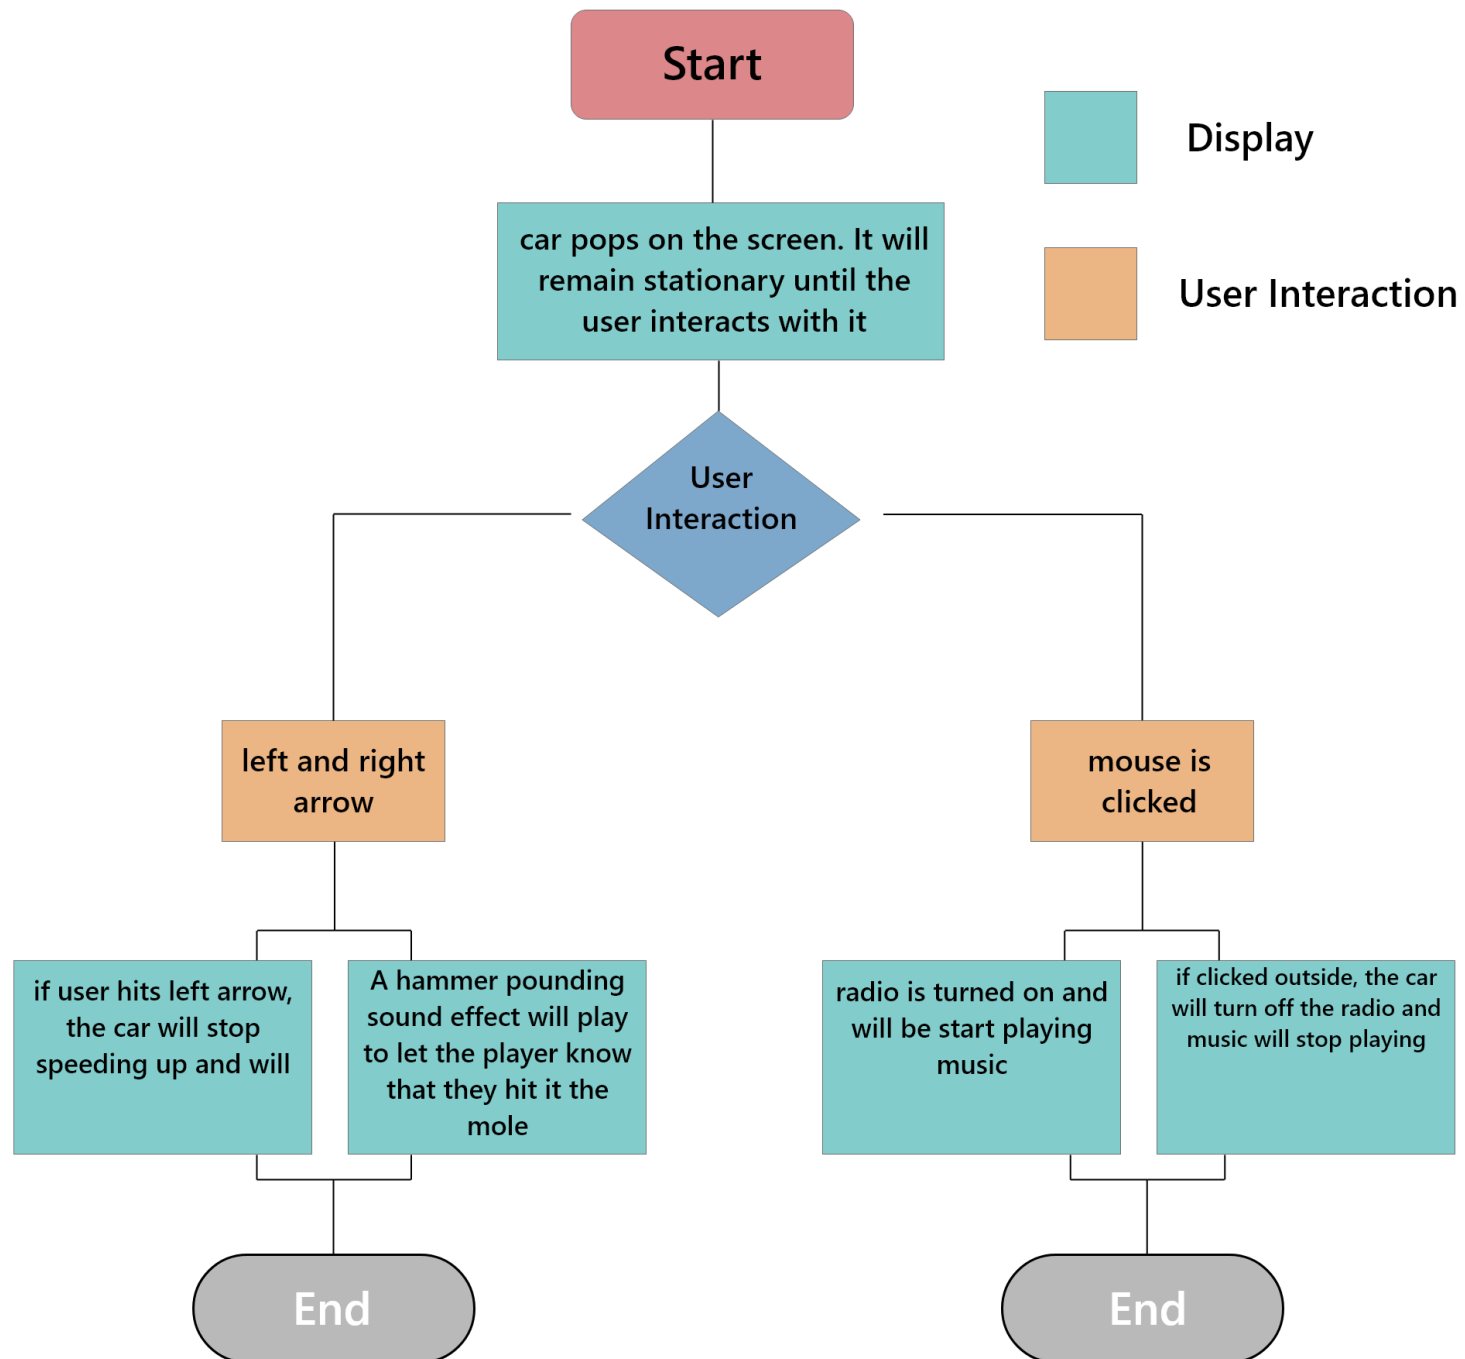 Start
Display
car pops on the screen. It will
remain stationary until the
user interacts with it
User Interaction
User
Interaction
left and right
arrow
mouse is
clicked
if user hits left arrow,
the car will stop
speeding up and will
A hammer pounding
sound effect will play
to let the player know
that they hit it the
mole
radio is turned on and
will be start playing
music
if clicked outside, the car
will turn off the radio and
music will stop playing
End
End